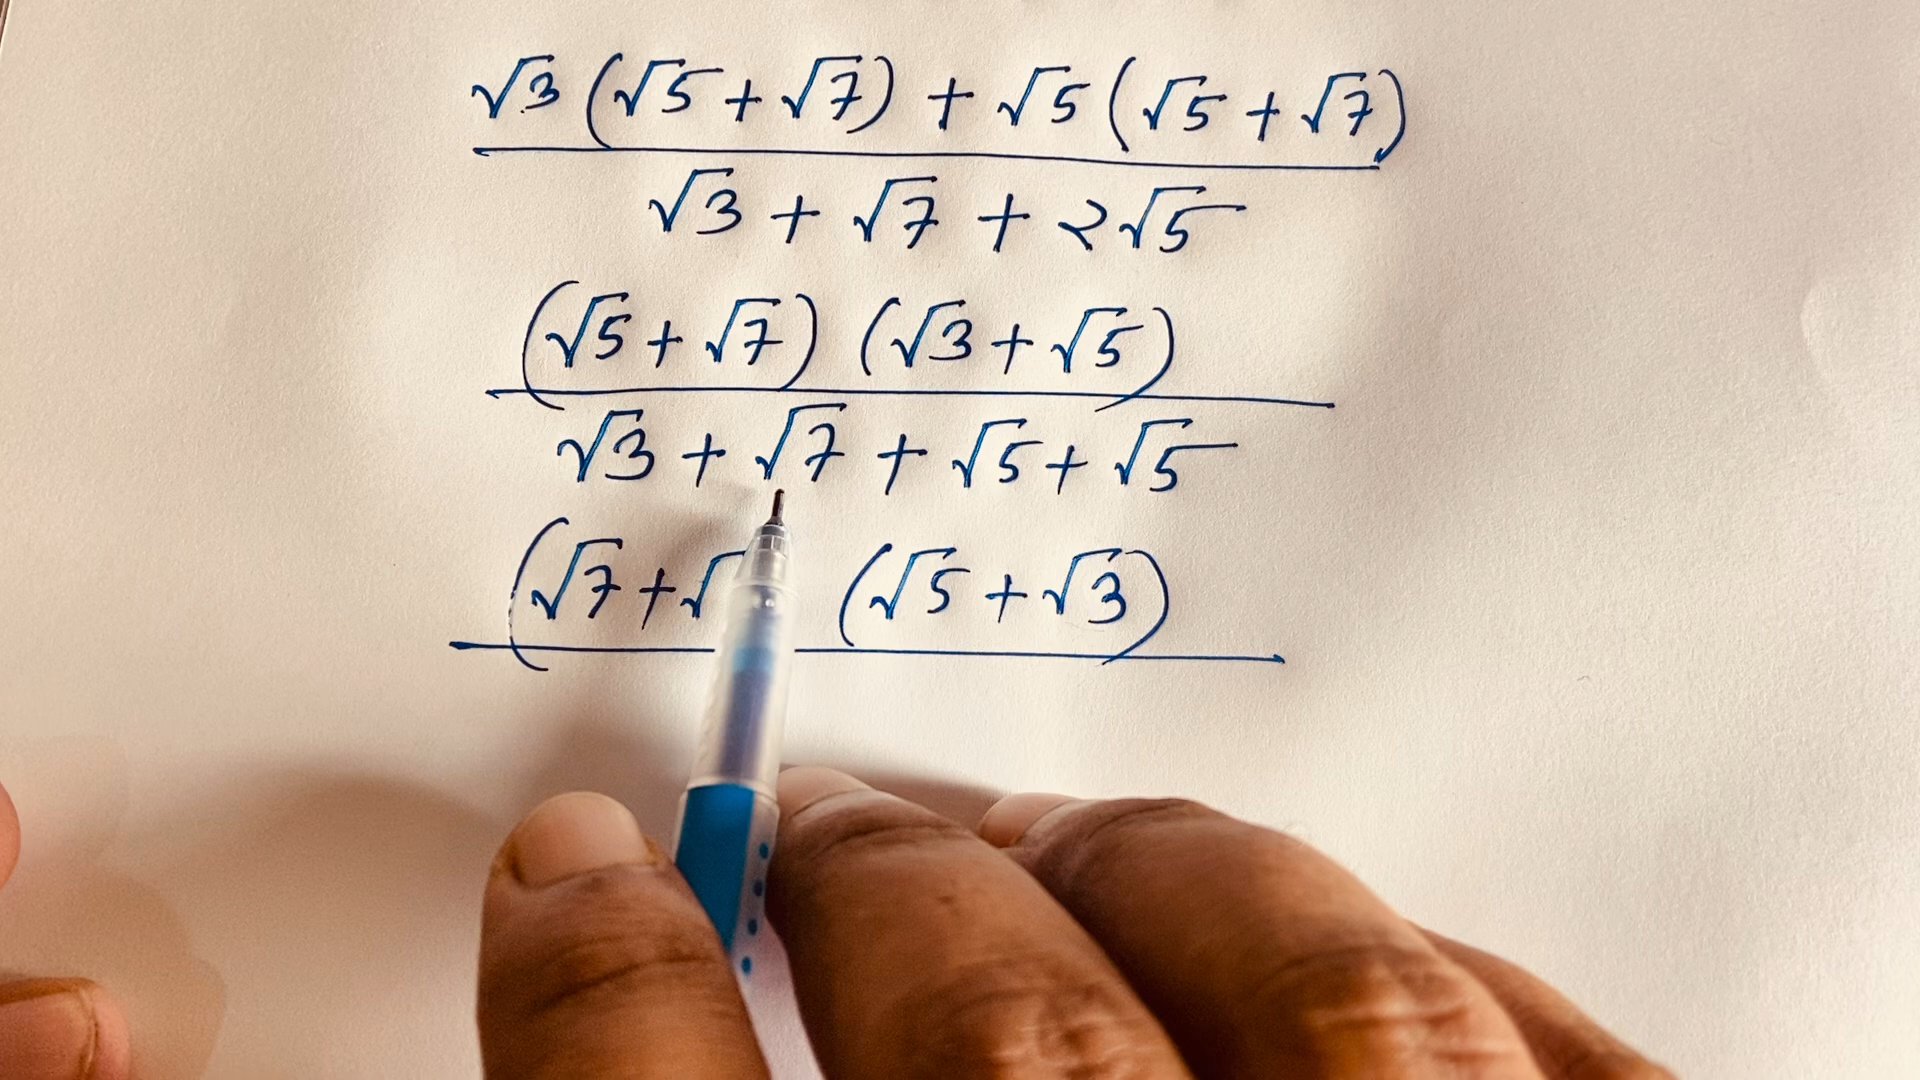 √3(√5+√7) + √5(√5+√7)
√3 + √7 + 2√5
(√5+√7) (√3+√5)
√3 + √7 + √5 + √5
(√7+√ (√5+√3)